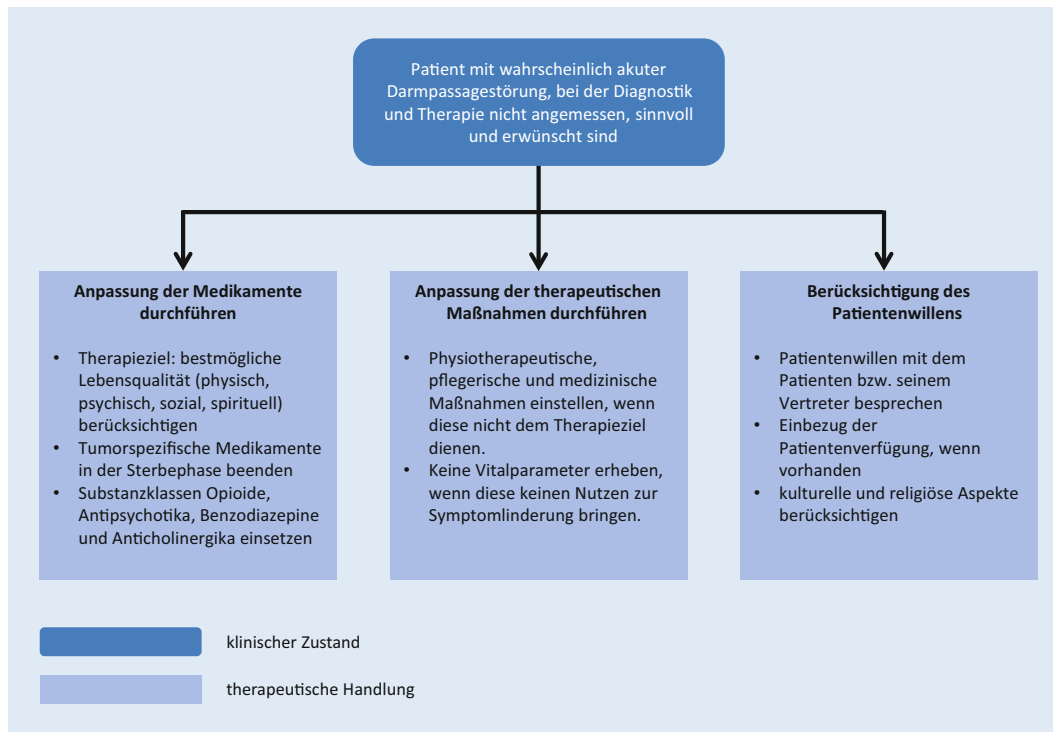 Patient mit wahrscheinlich akuter
Darmpassagestörung, bei der Diagnostik
und Therapie nicht angemessen, sinnvoll
und erwünscht sind
Anpassung der Medikamente
durchführen
• Therapieziel: bestmögliche
Lebensqualität (physisch,
psychisch, sozial, spirituell)
berücksichtigen
• Tumorspezifische Medikamente
in der Sterbephase beenden
• Substanzklassen Opioide,
Antipsychotika, Benzodiazepine
und Anticholinergika einsetzen
Anpassung der therapeutischen
Maßnahmen durchführen
• Physiotherapeutische,
pflegerische und medizinische
Maßnahmen einstellen, wenn
diese nicht dem Therapieziel
dienen.
• Keine Vitalparameter erheben,
wenn diese keinen Nutzen zur
Symptomlinderung bringen.
Berücksichtigung des
Patientenwillens
• Patientenwillen mit dem
Patienten bzw. seinem
Vertreter besprechen
• Einbezug der
Patientenverfügung, wenn
vorhanden
• kulturelle und religiöse Aspekte
berücksichtigen
klinischer Zustand
therapeutische Handlung